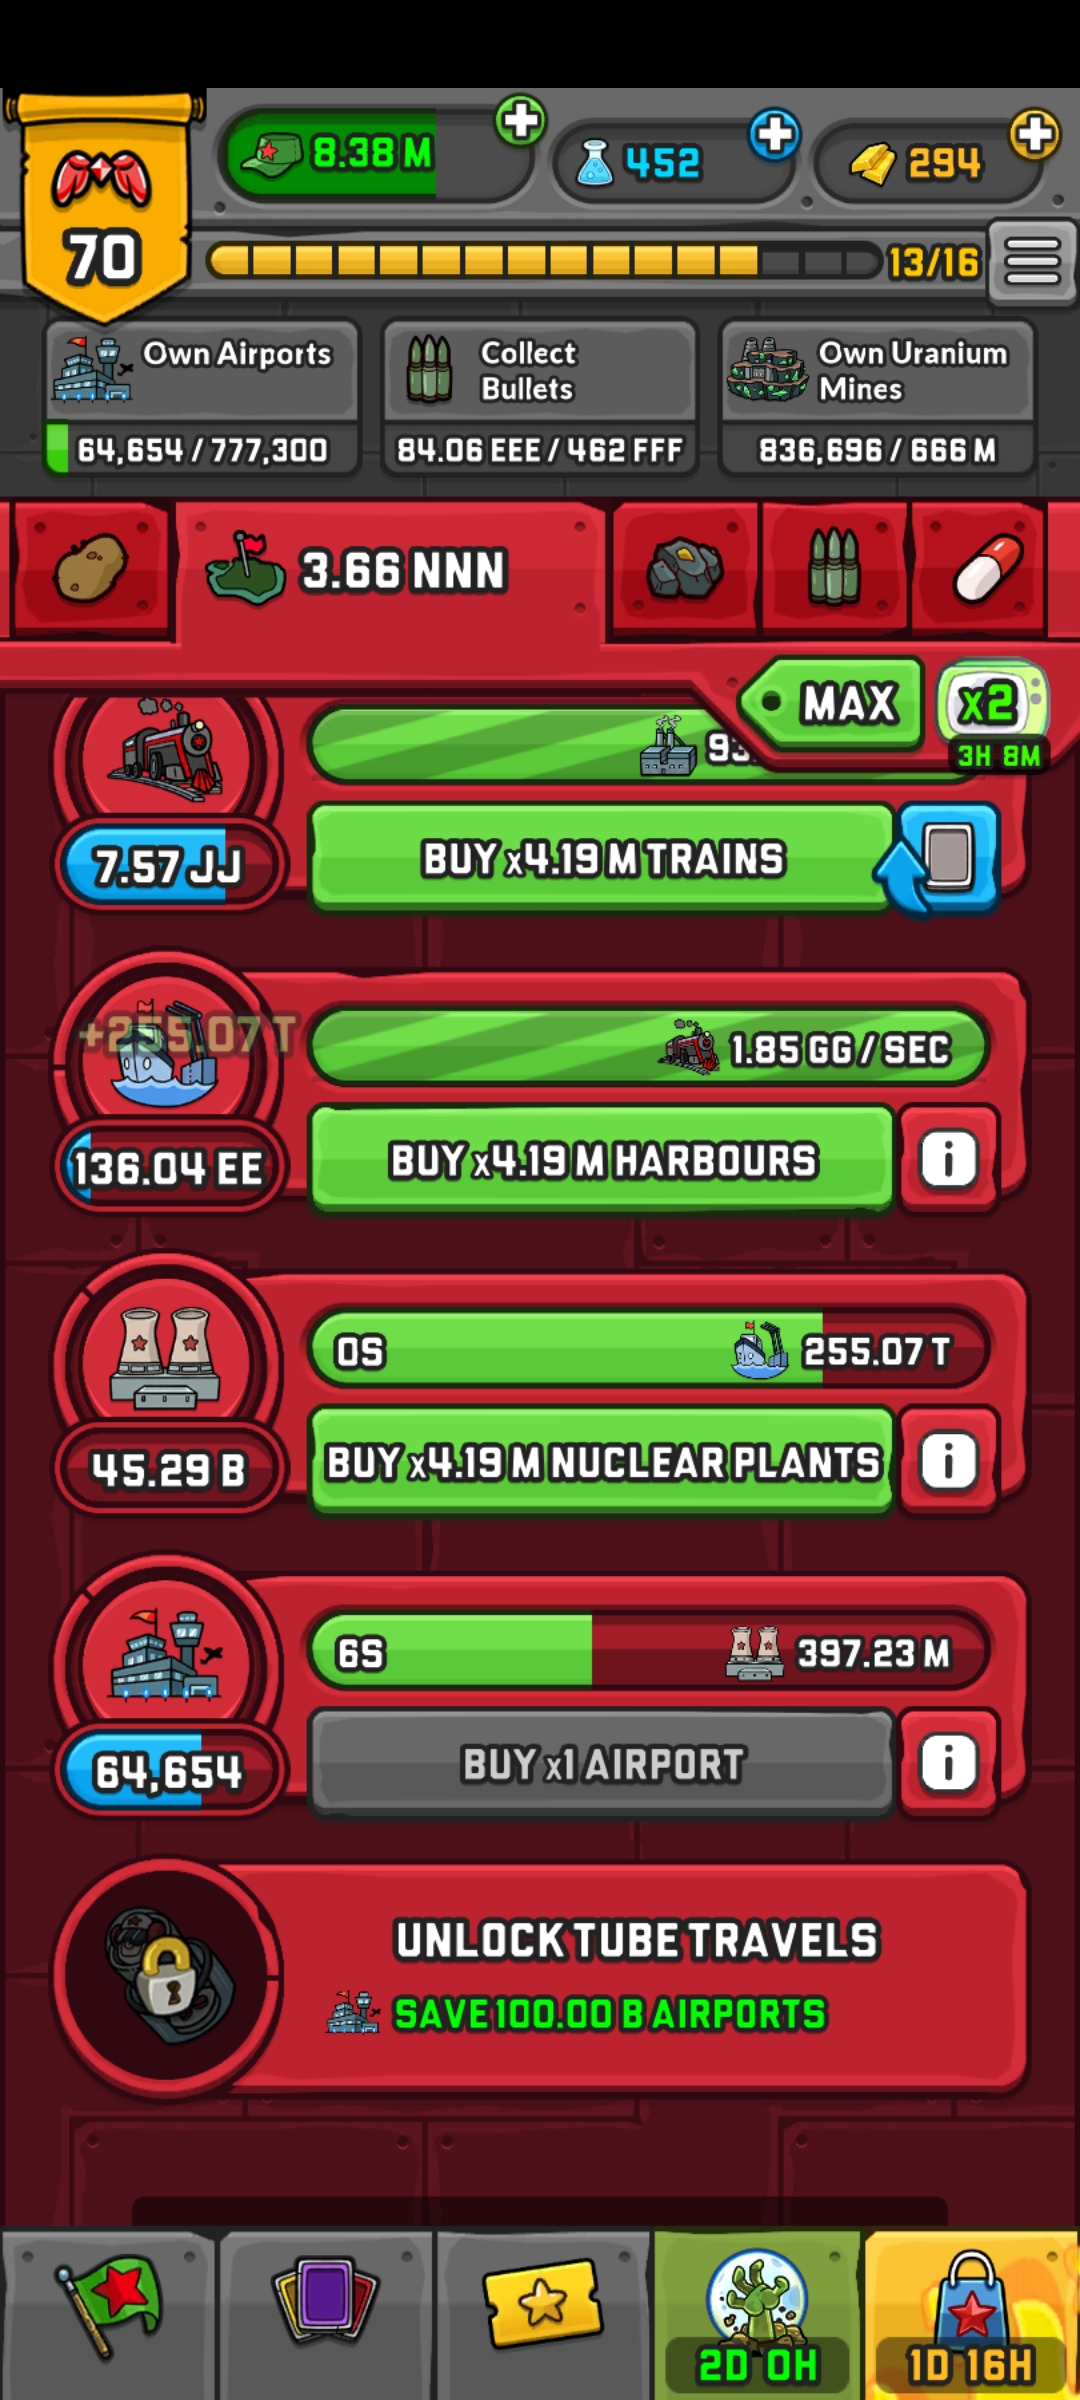 8.38 M
452
294
70
13/16
Own Airports
64,654 / 777,300
Collect
Bullets
84.06 EEE / 462 FFF
Own Uranium
Mines
836,696 / 666 M
3.66 NNN
MAX
x2
3H 8M
7.57 JJ
BUY x4.19 M TRAINS
+255.07 T
1.85 GG / SEC
136.04 EE
BUY x4.19 M HARBOURS
0S
255.07 T
45.29 B
BUY x4.19 M NUCLEAR PLANTS
6S
397.23 M
64,654
BUY x1 AIRPORT
UNLOCK TUBE TRAVELS
SAVE 100.00 B AIRPORTS
2D 0H
1D 16H